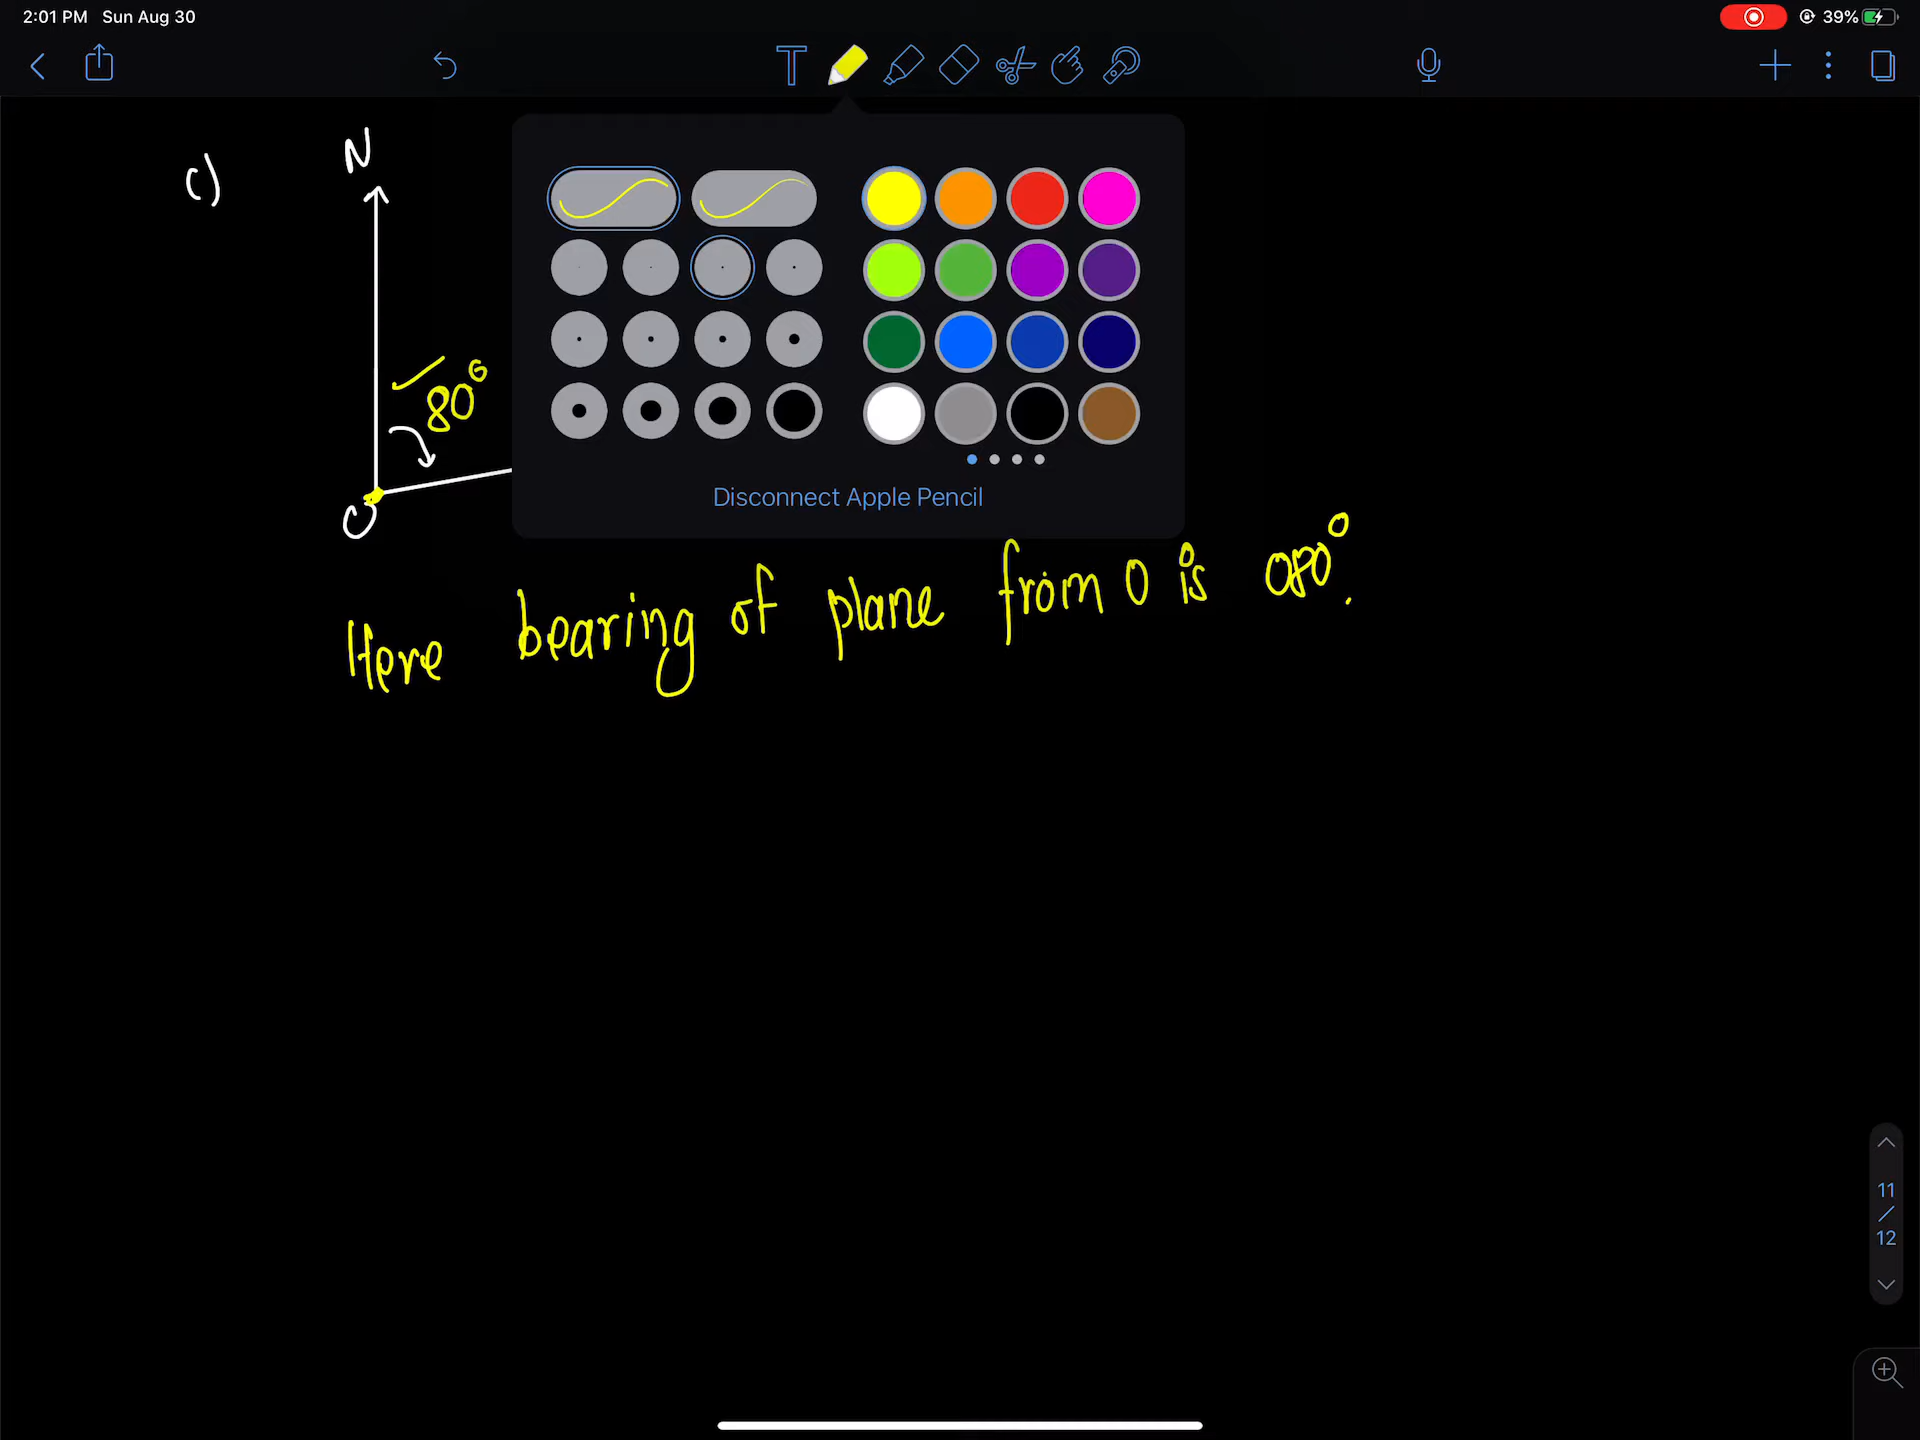 2:01 PM Sun Aug 30
39%
T
c)
N
80°
O
Disconnect Apple Pencil
Here bearing of plane from O is 080°.
11
/
12